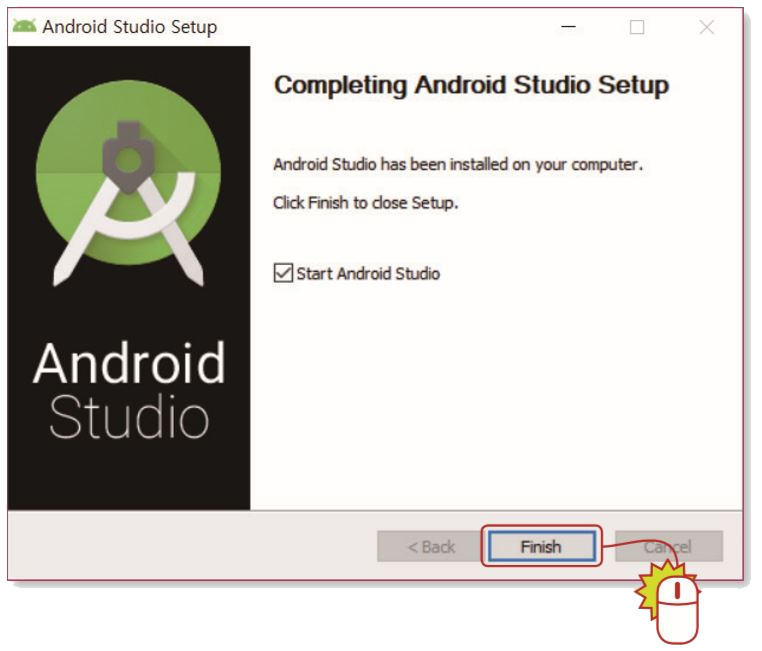 Android Studio Setup
Completing Android Studio Setup
Android Studio has been installed on your computer.
Click Finish to close Setup.
Start Android Studio
Android
Studio
< Back
Finish
Cancel